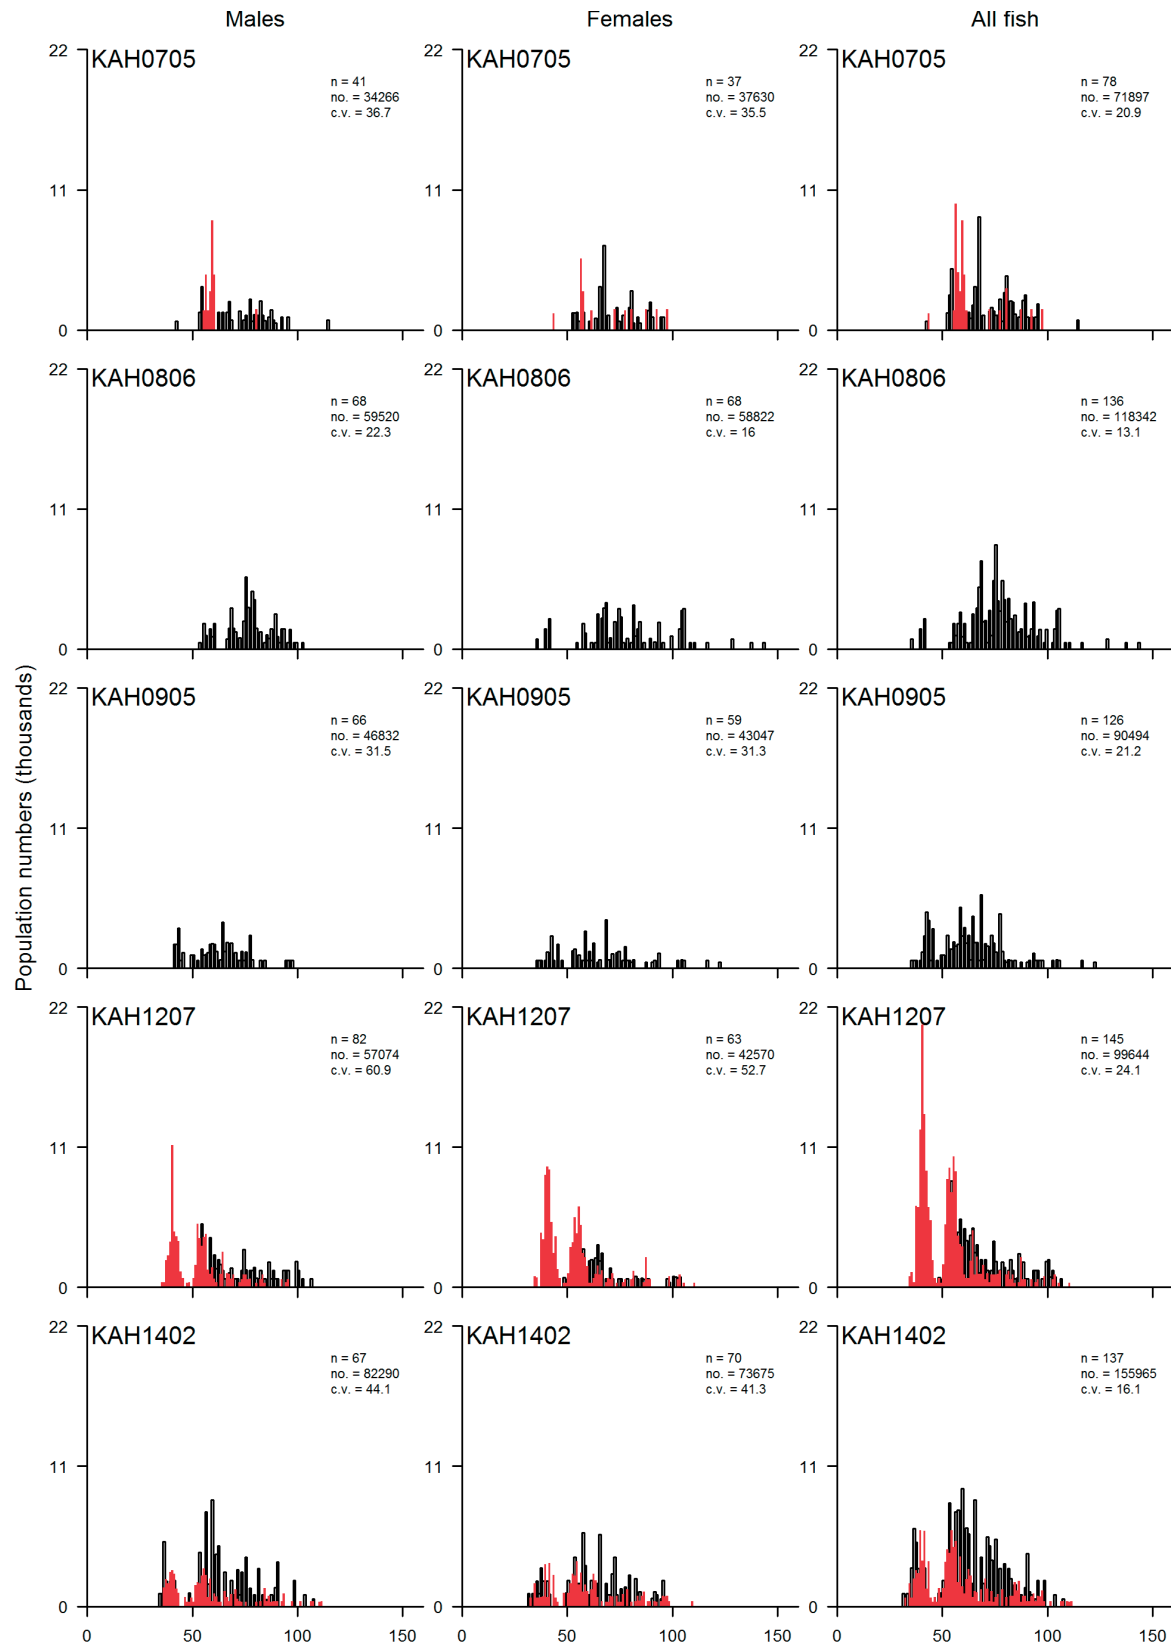 Males Females All fish
22 KAH0705 22 KAH0705 22 KAH0705
n = 41 n = 37 n = 78
no. = 34266 no. = 37630 no. = 71897
c.v. = 36.7 c.v. = 35.5 c.v. = 20.9
11 11 11
0 0 0
22 KAH0806 22 KAH0806 22 KAH0806
n = 68 n = 68 n = 136
no. = 59520 no. = 58822 no. = 118342
c.v. = 22.3 c.v. = 16 c.v. = 13.1
11 11 11
0 0 0
Population numbers (thousands)
22 KAH0905 22 KAH0905 22 KAH0905
n = 66 n = 59 n = 126
no. = 46832 no. = 43047 no. = 90494
c.v. = 31.5 c.v. = 31.3 c.v. = 21.2
11 11 11
0 0 0
22 KAH1207 22 KAH1207 22 KAH1207
n = 82 n = 63 n = 145
no. = 57074 no. = 42570 no. = 99644
c.v. = 60.9 c.v. = 52.7 c.v. = 24.1
11 11 11
0 0 0
22 KAH1402 22 KAH1402 22 KAH1402
n = 67 n = 70 n = 137
no. = 82290 no. = 73675 no. = 155965
c.v. = 44.1 c.v. = 41.3 c.v. = 16.1
11 11 11
0 0 0
0 50 100 150 0 50 100 150 0 50 100 150